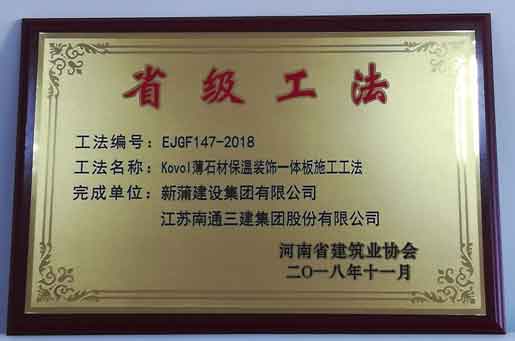 省级工法
工法编号：EJGF147-2018
工法名称：Kovol薄石材保温装饰一体板施工工法
完成单位：新蒲建设集团有限公司
江苏南通三建集团股份有限公司
河南省建筑业协会
二〇一八年十一月